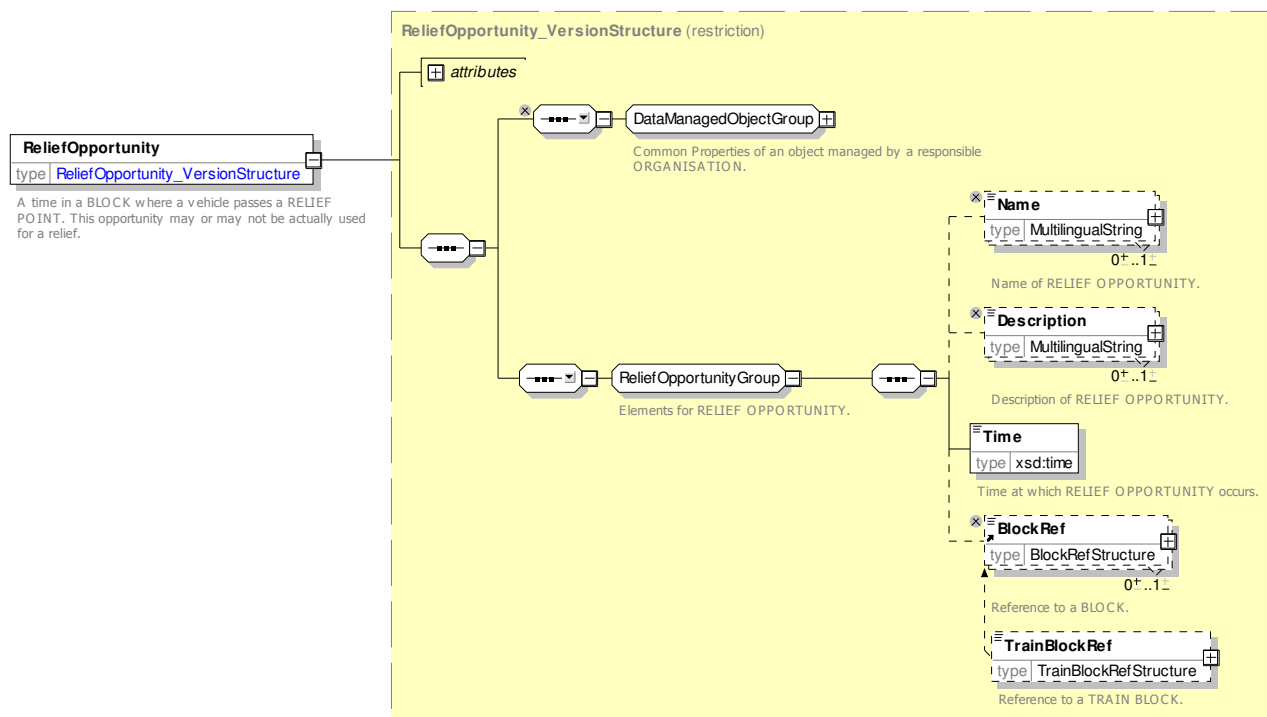 ReliefOpportunity_VersionStructure (restriction)
attributes
DataManagedObjectGroup
Common Properties of an object managed by a responsible
ORGANISATION.
ReliefOpportunity
type ReliefOpportunity_VersionStructure
A time in a BLOCK where a vehicle passes a RELIEF
POINT. This opportunity may or may not be actually used
for a relief.
Name
type MultilingualString
0..1
Name of RELIEF OPPORTUNITY.
Description
type MultilingualString
0..1
Description of RELIEF OPPORTUNITY.
ReliefOpportunityGroup
Elements for RELIEF OPPORTUNITY.
Time
type xsd:time
Time at which RELIEF OPPORTUNITY occurs.
BlockRef
type BlockRefStructure
0..1
Reference to a BLOCK.
TrainBlockRef
type TrainBlockRefStructure
Reference to a TRAIN BLOCK.